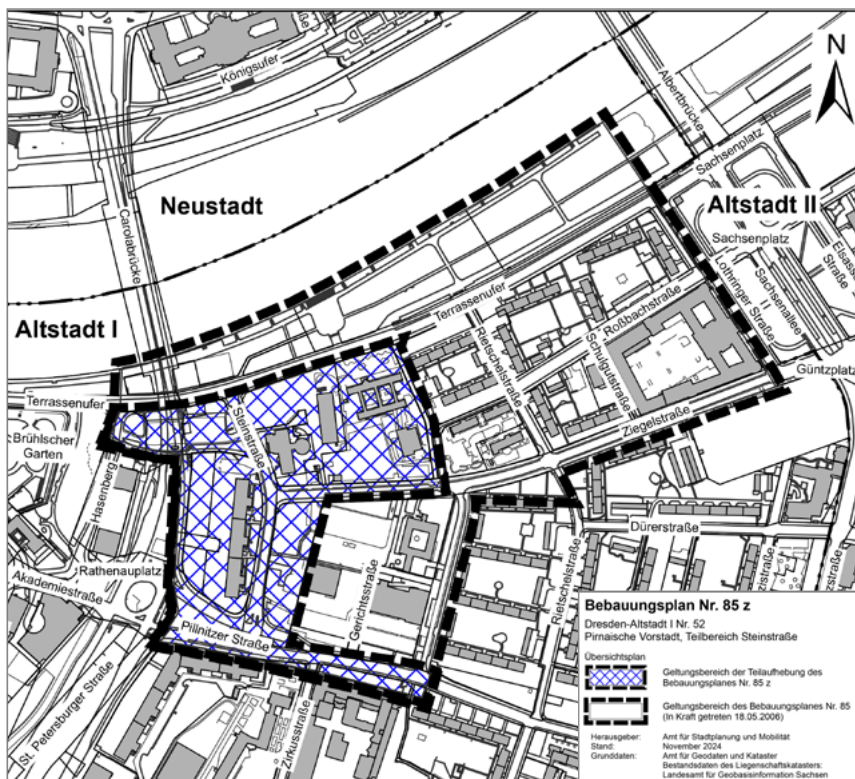 Königsufer
Albertbrücke
N
Sachsenplatz
Neustadt
Altstadt II
Carolabrücke
Sachsenplatz
Elsasser
Straße
Terrassenufer
Lothringer Straße
Sachsenallee
Altstadt I
Rietschelstraße
Roßbachstraße
Schulgutstraße
Güntzplatz
Terrassenufer
Steinstraße
Ziegelstraße
Brühlscher
Garten
Hasenberg
Dürerstraße
Rathenauplatz
Akademiestraße
Gerichtsstraße
Rietschelstraße
Pillnitzer Straße
St. Petersburger Straße
Zirkusstraße
Bebauungsplan Nr. 85 z
Dresden-Altstadt I Nr. 52
Pirnaische Vorstadt, Teilbereich Steinstraße
Übersichtsplan
Geltungsbereich der Teilaufhebung des
Bebauungsplanes Nr. 85 z
Geltungsbereich des Bebauungsplanes Nr. 85
(In Kraft getreten 18.05.2006)
Herausgeber: Amt für Stadtplanung und Mobilität
Stand: November 2024
Grunddaten: Amt für Geodaten und Kataster
Bestandsdaten des Liegenschaftskatasters:
Landesamt für Geobasisinformation Sachsen